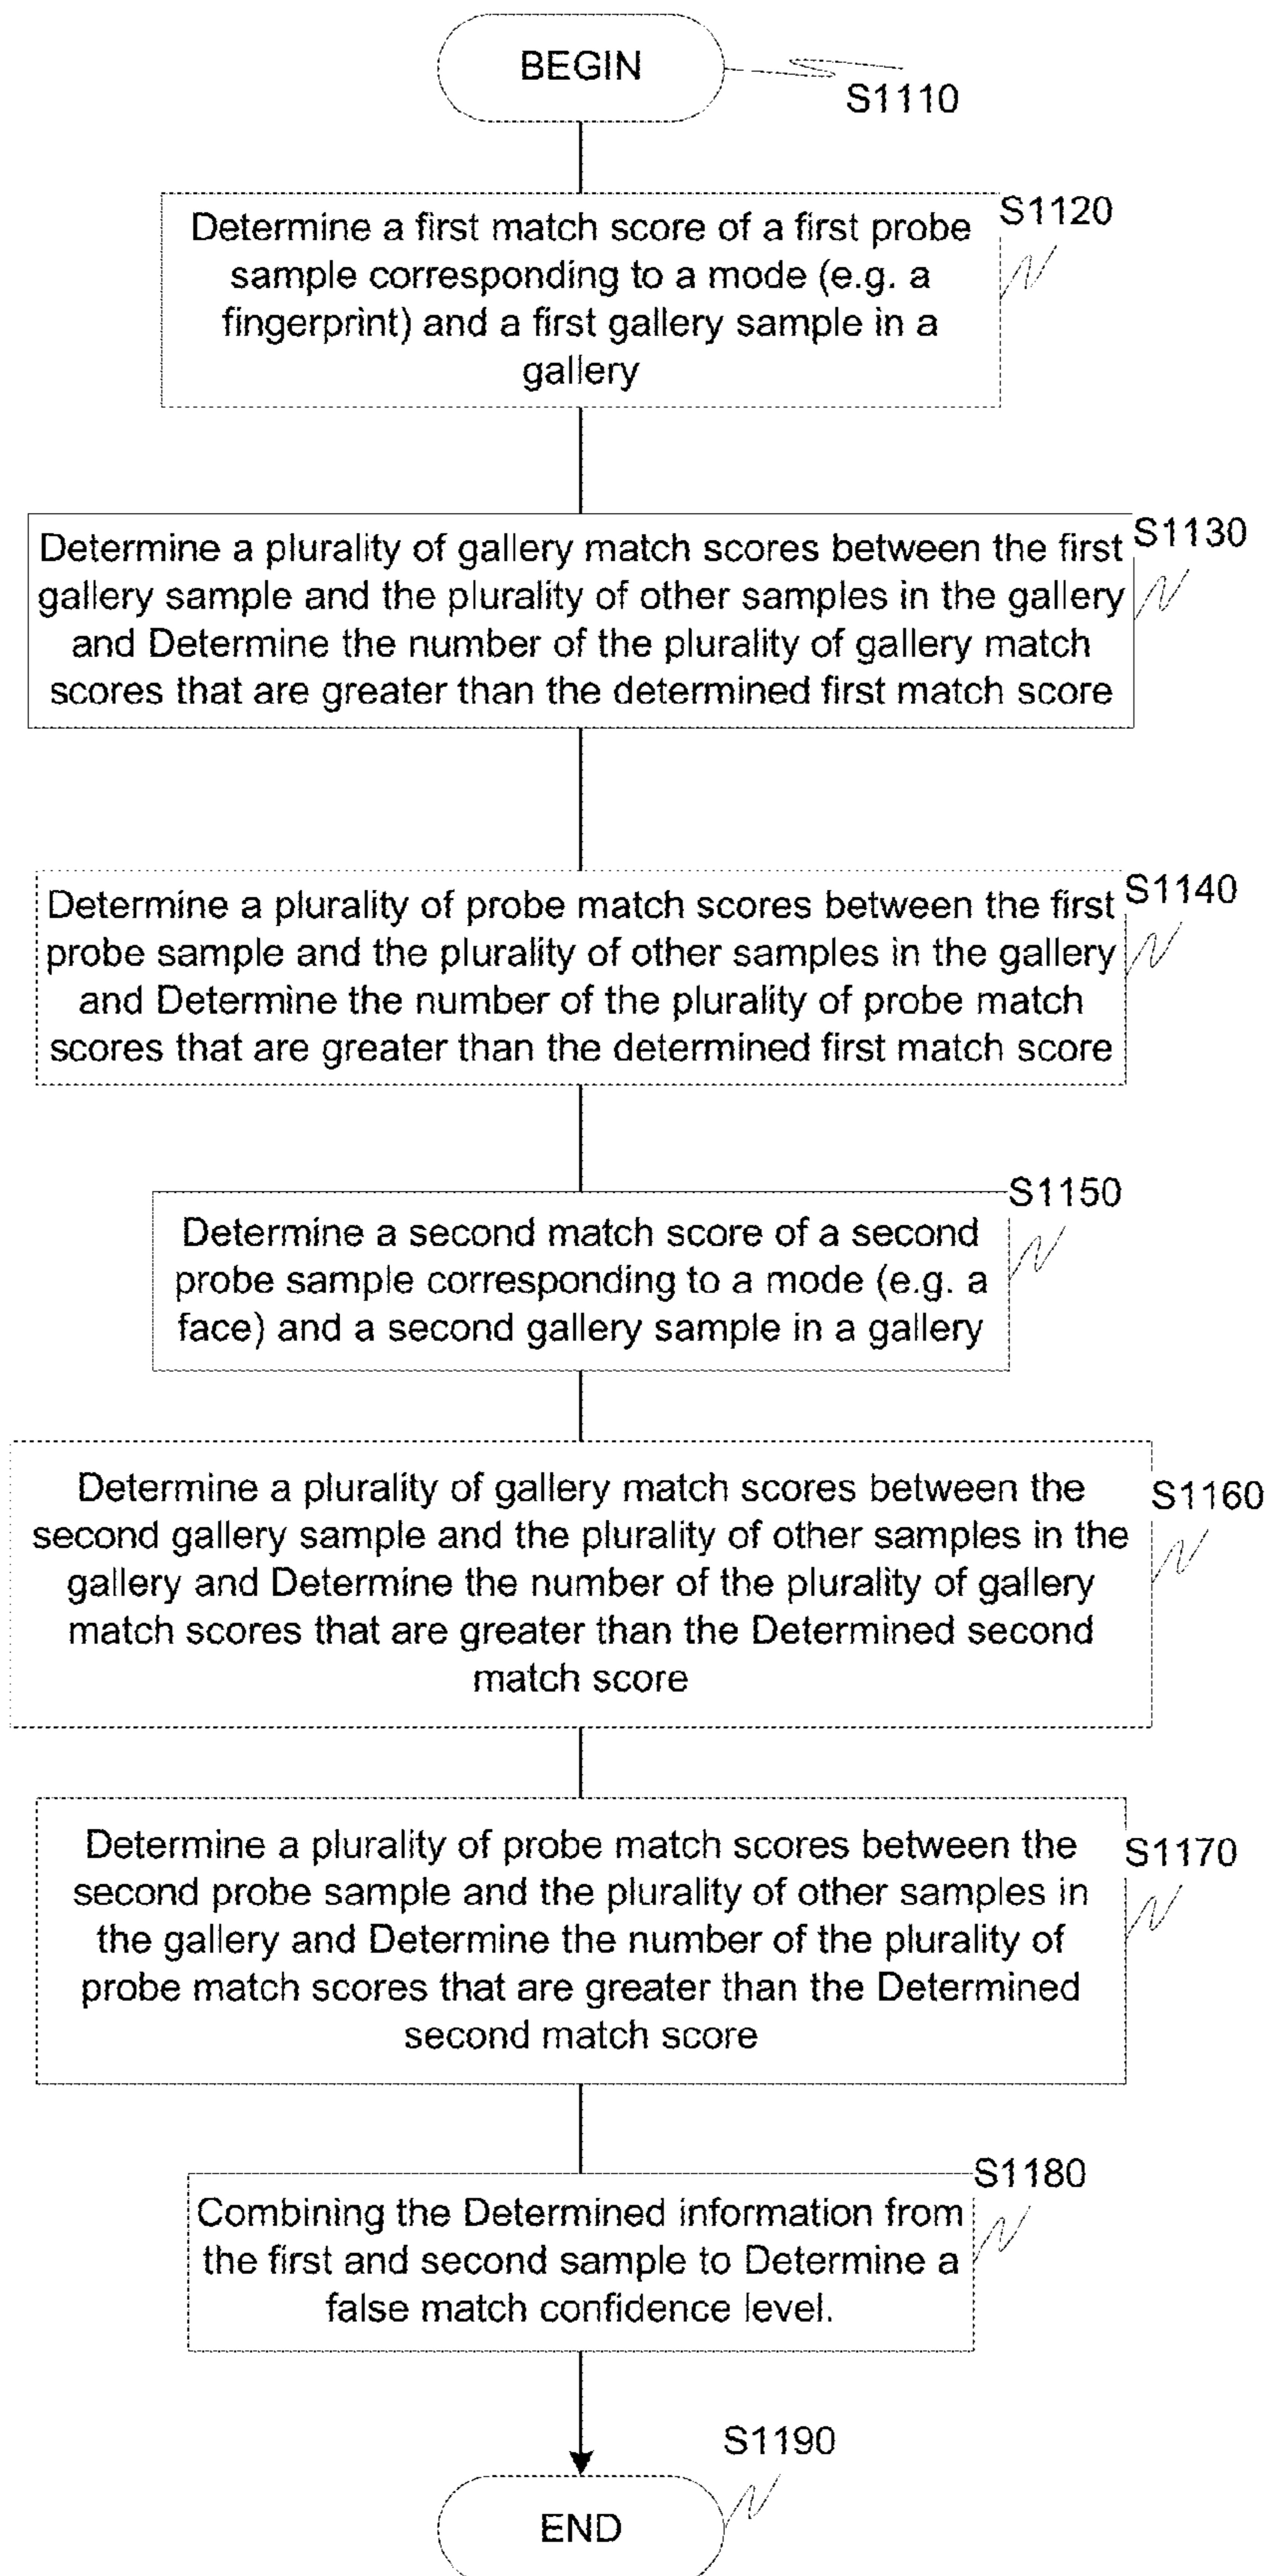 BEGIN
S1110
S1120
Determine a first match score of a first probe
sample corresponding to a mode (e.g. a
fingerprint) and a first gallery sample in a
gallery
S1130
Determine a plurality of gallery match scores between the first
gallery sample and the plurality of other samples in the gallery
and Determine the number of the plurality of gallery match
scores that are greater than the determined first match score
S1140
Determine a plurality of probe match scores between the first
probe sample and the plurality of other samples in the gallery
and Determine the number of the plurality of probe match
scores that are greater than the determined first match score
S1150
Determine a second match score of a second
probe sample corresponding to a mode (e.g. a
face) and a second gallery sample in a gallery
S1160
Determine a plurality of gallery match scores between the
second gallery sample and the plurality of other samples in the
gallery and Determine the number of the plurality of gallery
match scores that are greater than the Determined second
match score
S1170
Determine a plurality of probe match scores between the
second probe sample and the plurality of other samples in
the gallery and Determine the number of the plurality of
probe match scores that are greater than the Determined
second match score
S1180
Combining the Determined information from
the first and second sample to Determine a
false match confidence level.
S1190
END